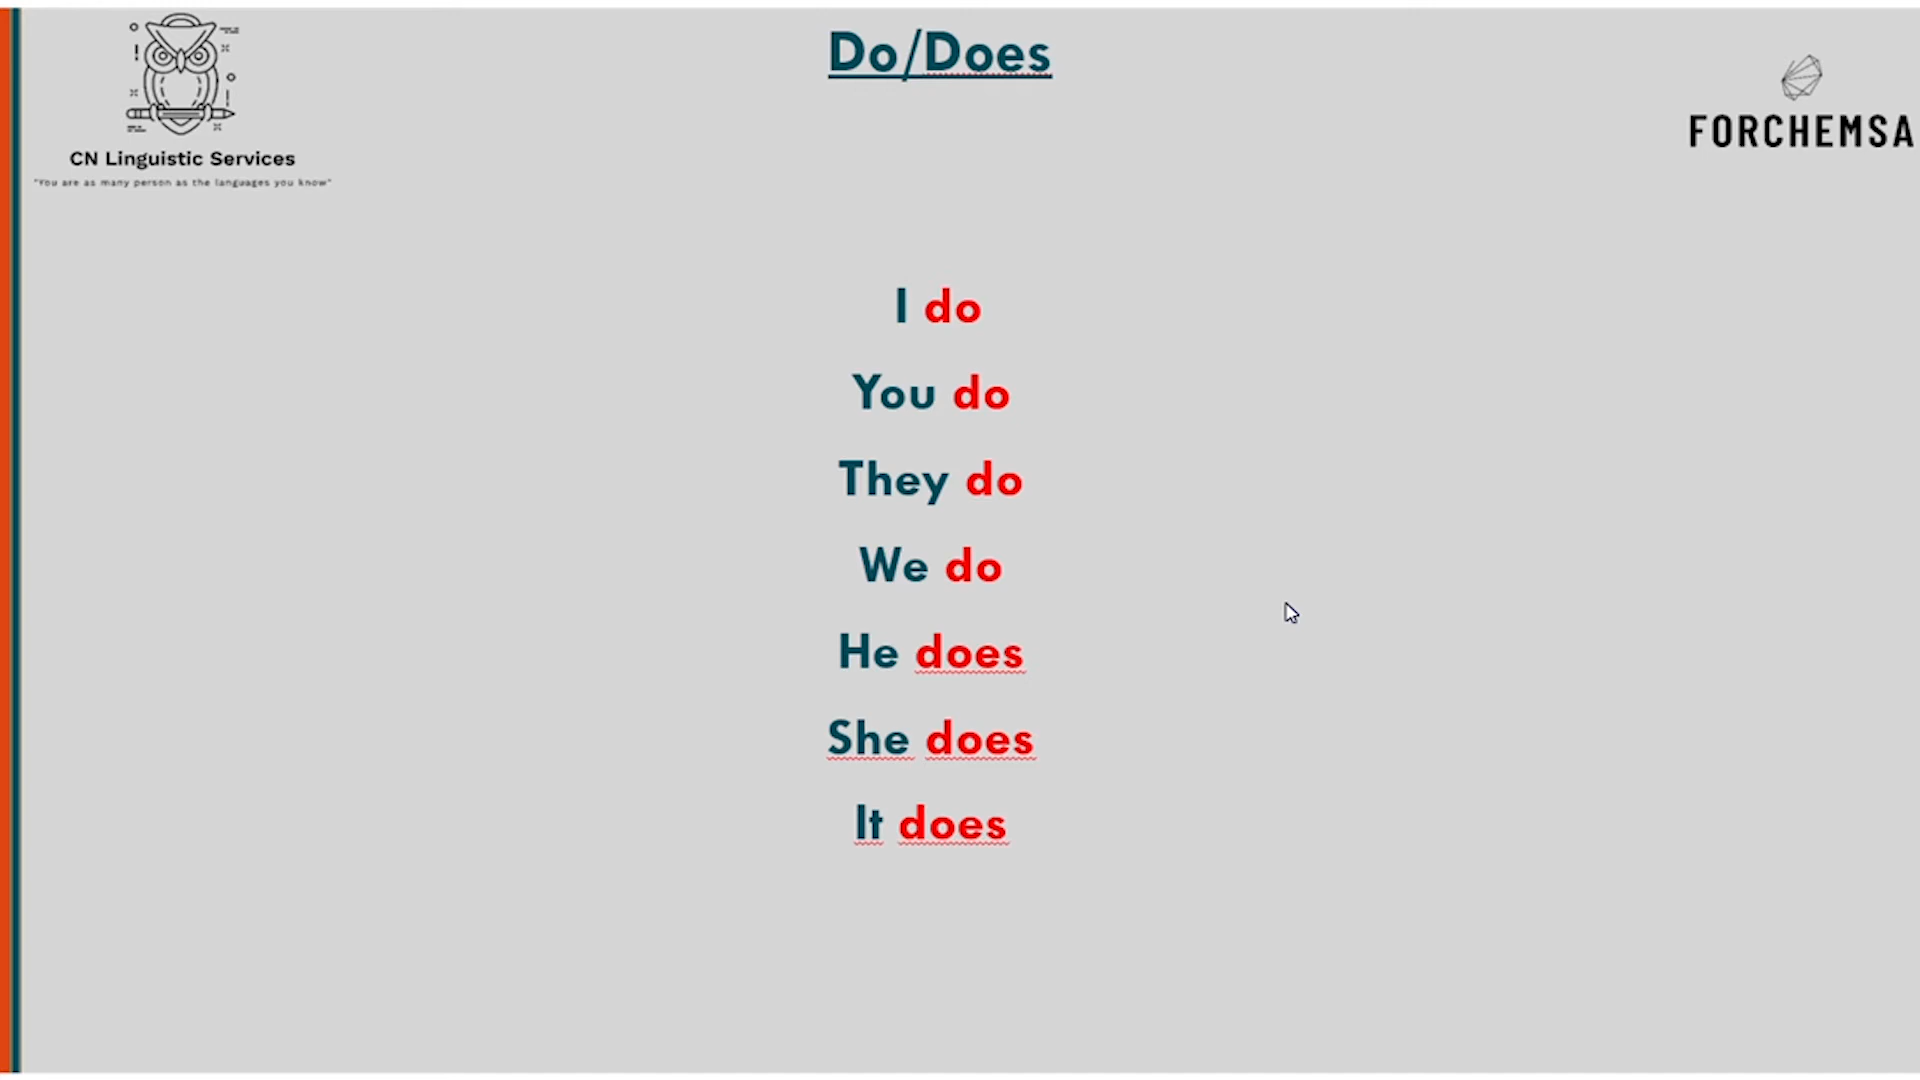 Do/Does
CN Linguistic Services
"You are as many person as the languages you know"
FORCHEMSA
I do
You do
They do
We do
He does
She does
It does